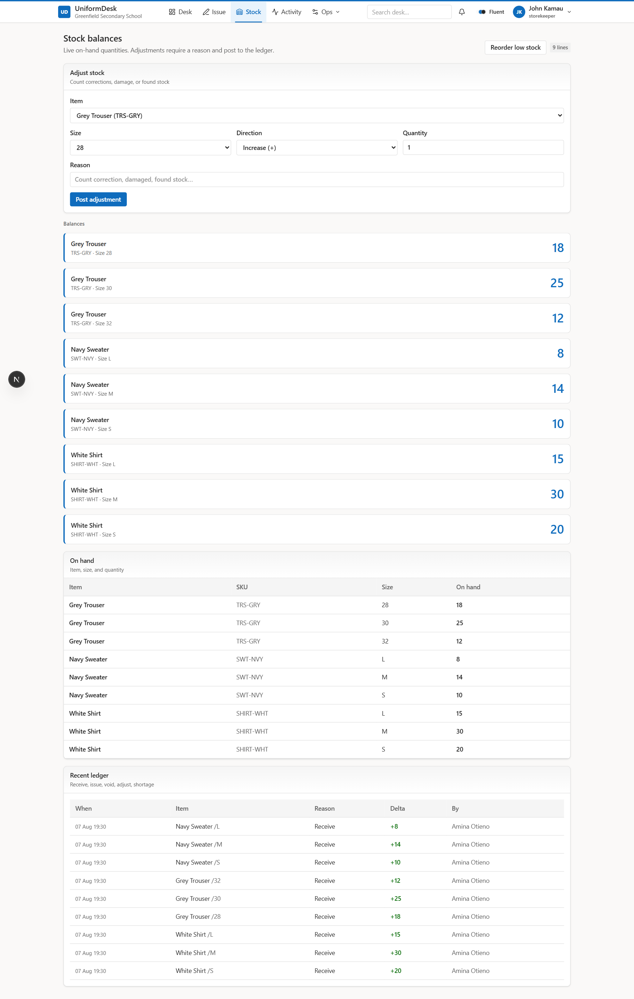 UD
UniformDesk
Greenfield Secondary School
Desk
Issue
Stock
Activity
Ops
Search desk...
Fluent
JK
John Kamau
storekeeper
Stock balances
Live on-hand quantities. Adjustments require a reason and post to the ledger.
Reorder low stock
9 lines
Adjust stock
Count corrections, damage, or found stock
Item
Grey Trouser (TRS-GRY)
Size Direction Quantity
28 Increase (+) 1
Reason
Count correction, damaged, found stock...
Post adjustment
Balances
Grey Trouser
TRS-GRY · Size 28
18
Grey Trouser
TRS-GRY · Size 30
25
Grey Trouser
TRS-GRY · Size 32
12
Navy Sweater
SWT-NVY · Size L
8
Navy Sweater
SWT-NVY · Size M
14
Navy Sweater
SWT-NVY · Size S
10
White Shirt
SHIRT-WHT · Size L
15
White Shirt
SHIRT-WHT · Size M
30
White Shirt
SHIRT-WHT · Size S
20
N
On hand
Item, size, and quantity
Item SKU Size On hand
Grey Trouser TRS-GRY 28 18
Grey Trouser TRS-GRY 30 25
Grey Trouser TRS-GRY 32 12
Navy Sweater SWT-NVY L 8
Navy Sweater SWT-NVY M 14
Navy Sweater SWT-NVY S 10
White Shirt SHIRT-WHT L 15
White Shirt SHIRT-WHT M 30
White Shirt SHIRT-WHT S 20
Recent ledger
Receive, issue, void, adjust, shortage
When Item Reason Delta By
07 Aug 19:30 Navy Sweater /L Receive +8 Amina Otieno
07 Aug 19:30 Navy Sweater /M Receive +14 Amina Otieno
07 Aug 19:30 Navy Sweater /S Receive +10 Amina Otieno
07 Aug 19:30 Grey Trouser /32 Receive +12 Amina Otieno
07 Aug 19:30 Grey Trouser /30 Receive +25 Amina Otieno
07 Aug 19:30 Grey Trouser /28 Receive +18 Amina Otieno
07 Aug 19:30 White Shirt /L Receive +15 Amina Otieno
07 Aug 19:30 White Shirt /M Receive +30 Amina Otieno
07 Aug 19:30 White Shirt /S Receive +20 Amina Otieno